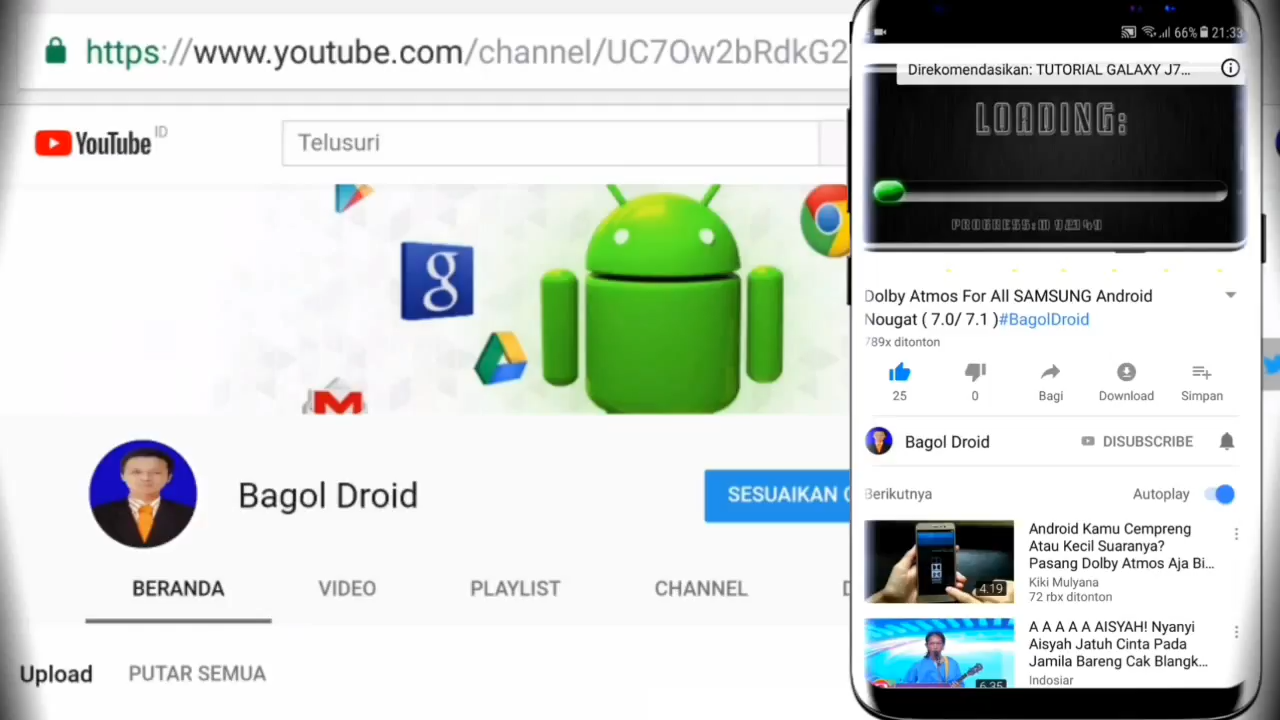 https://www.youtube.com/channel/UC7Ow2bRdkG2
YouTube ID
Telusuri
Bagol Droid
SESUAIKAN
BERANDA
VIDEO
PLAYLIST
CHANNEL
Upload
PUTAR SEMUA
66% 21:33
Direkomendasikan: TUTORIAL GALAXY J7...
LOADING:
Dolby Atmos For All SAMSUNG Android
Nougat ( 7.0/ 7.1 )#BagolDroid
789x ditonton
25
0
Bagi
Download
Simpan
Bagol Droid
DISUBSCRIBE
Berikutnya
Autoplay
Android Kamu Cempreng
Atau Kecil Suaranya?
Pasang Dolby Atmos Aja Bi...
Kiki Mulyana
72 rbx ditonton
4.19
A A A A A AISYAH! Nyanyi
Aisyah Jatuh Cinta Pada
Jamila Bareng Cak Blangk...
Indosiar
6.35